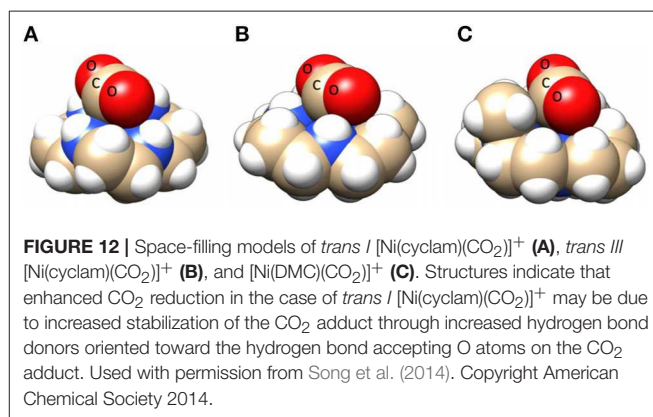 A
B
C
O
C
O
O
C
O
O
C
O
FIGURE 12 | Space-filling models of trans I [Ni(cyclam)(CO₂)]⁺ (A), trans III
[Ni(cyclam)(CO₂)]⁺ (B), and [Ni(DMC)(CO₂)]⁺ (C). Structures indicate that
enhanced CO₂ reduction in the case of trans I [Ni(cyclam)(CO₂)]⁺ may be due
to increased stabilization of the CO₂ adduct through increased hydrogen bond
donors oriented toward the hydrogen bond accepting O atoms on the CO₂
adduct. Used with permission from Song et al. (2014). Copyright American
Chemical Society 2014.